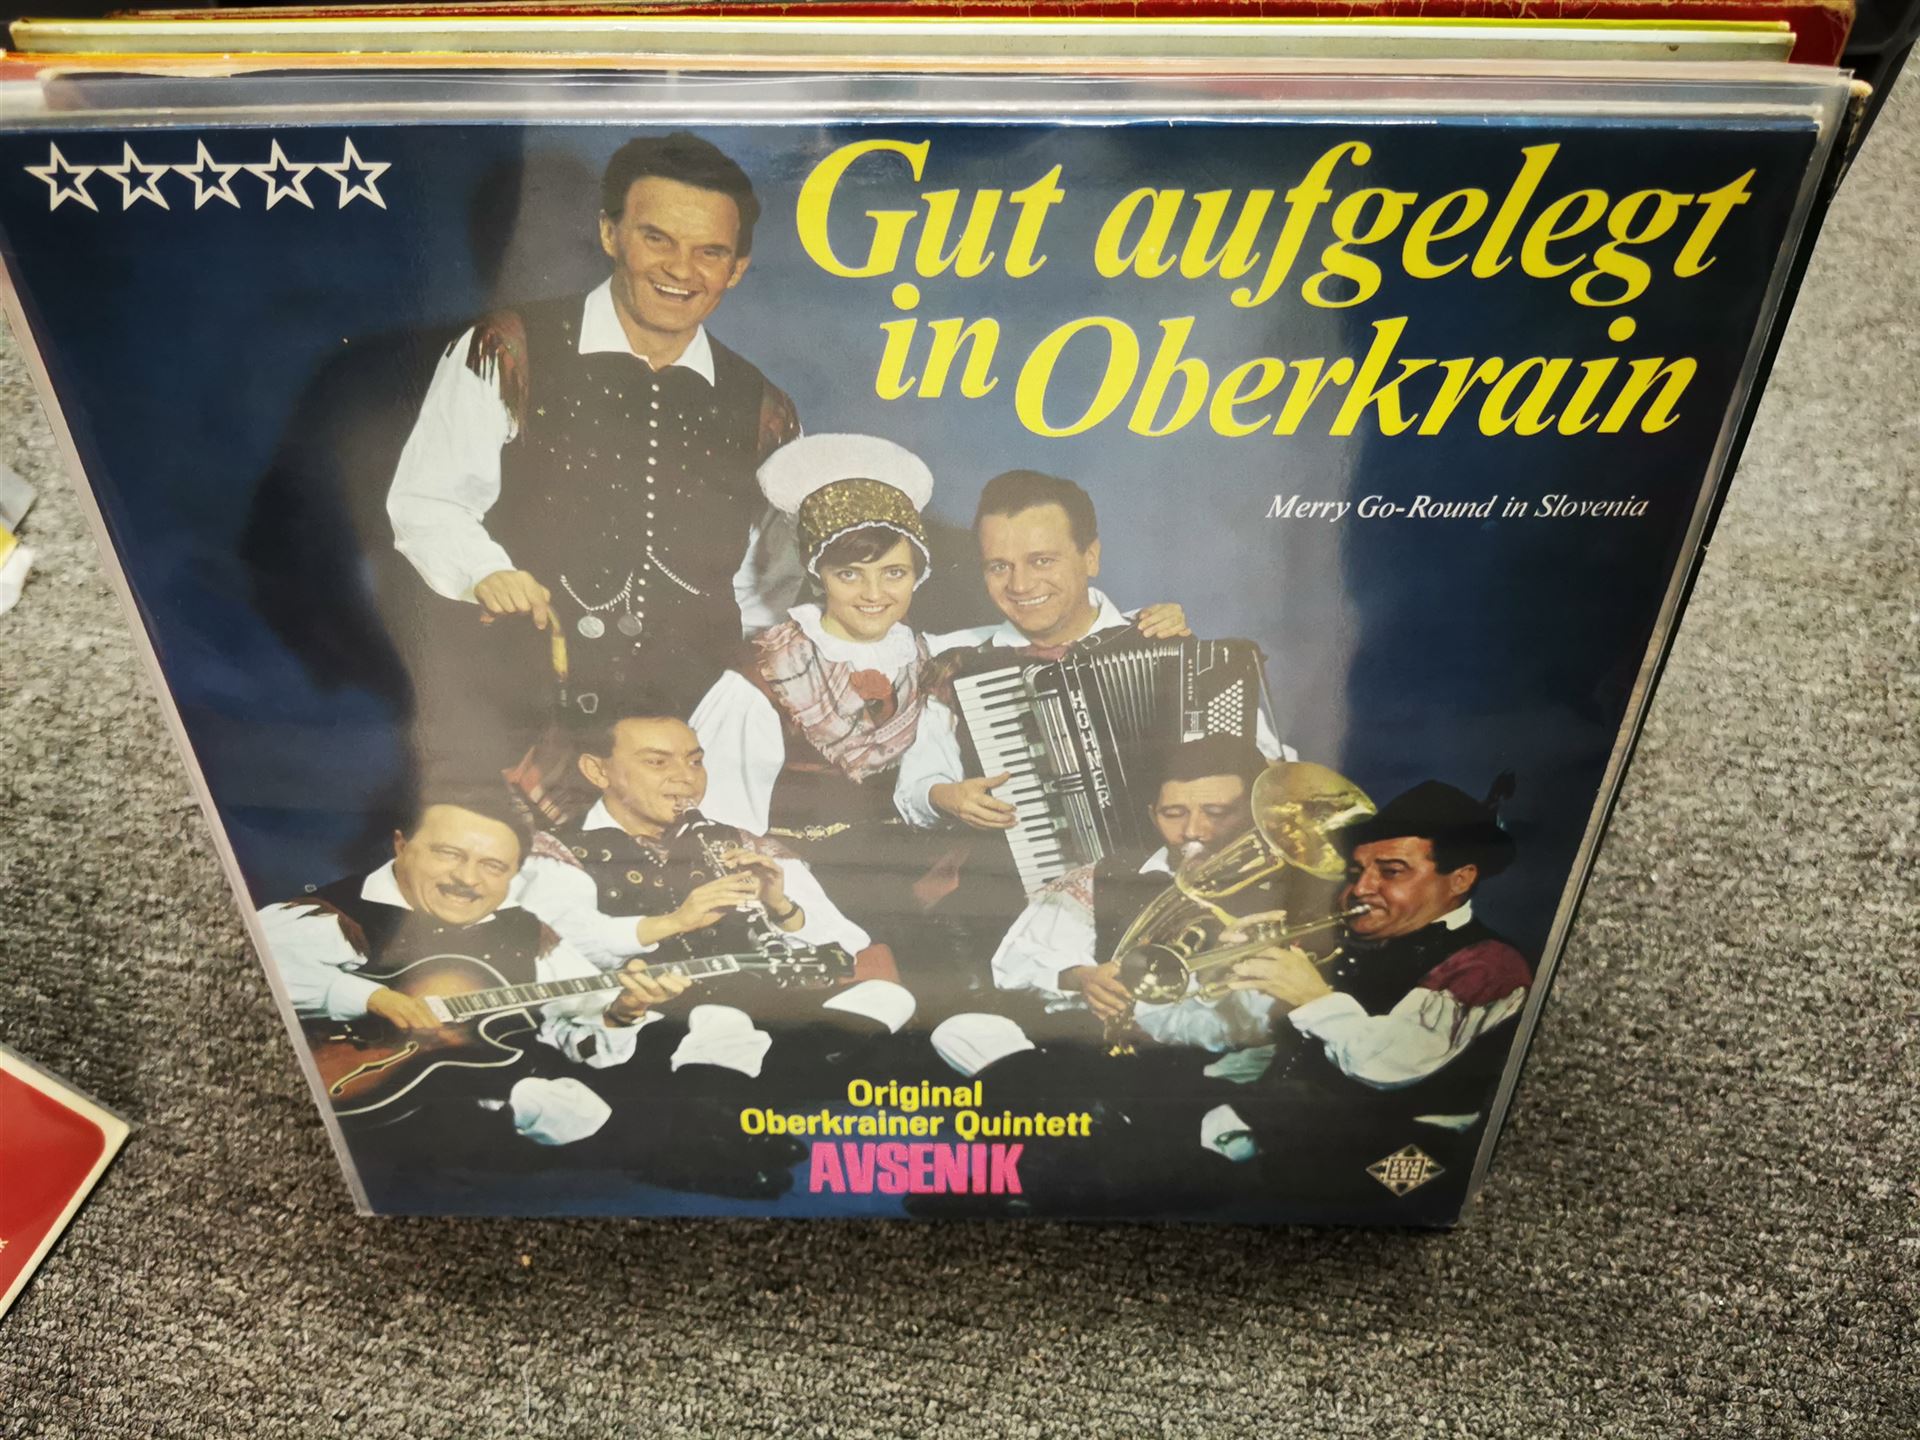 Gut aufgelegt
in Oberkrain
Merry Go-Round in Slovenia
HOHNER
Original
Oberkrainer Quintett
AVSENIK